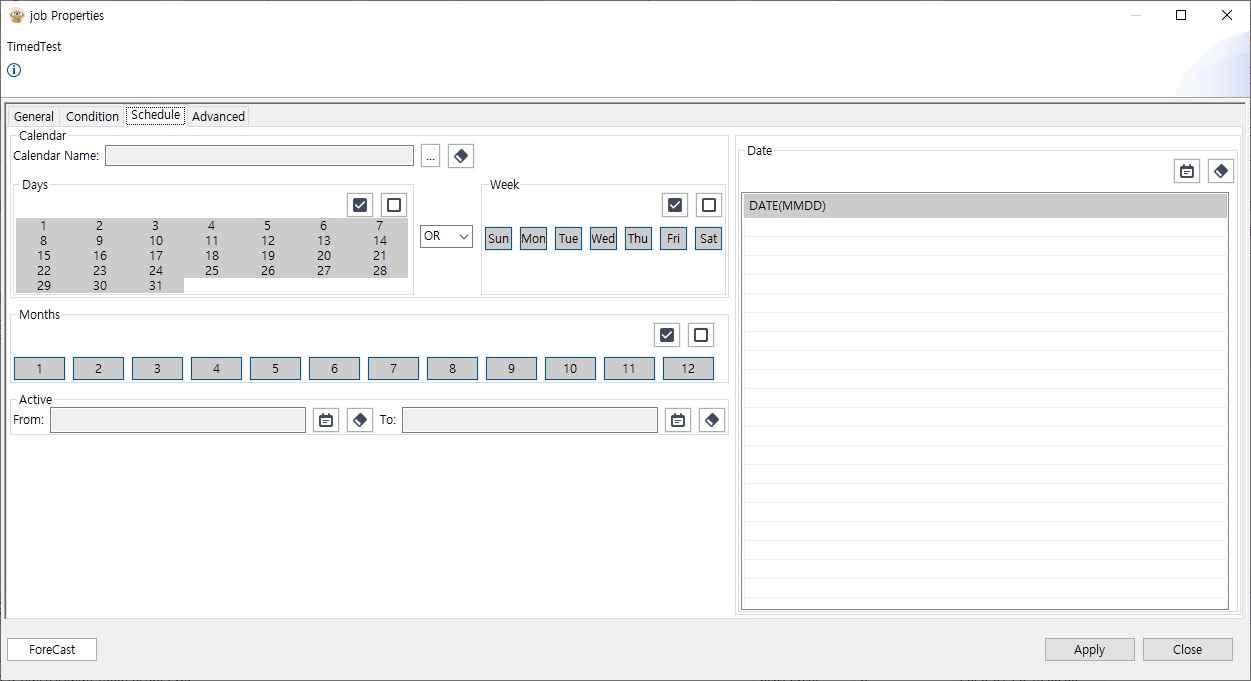 job Properties
TimedTest
General Condition Schedule Advanced
Calendar
Calendar Name: ...
Days
1 2 3 4 5 6 7
8 9 10 11 12 13 14
15 16 17 18 19 20 21
22 23 24 25 26 27 28
29 30 31
OR
Week
Sun Mon Tue Wed Thu Fri Sat
Months
1 2 3 4 5 6 7 8 9 10 11 12
Active
From: To:
Date
DATE(MMDD)
ForeCast Apply Close